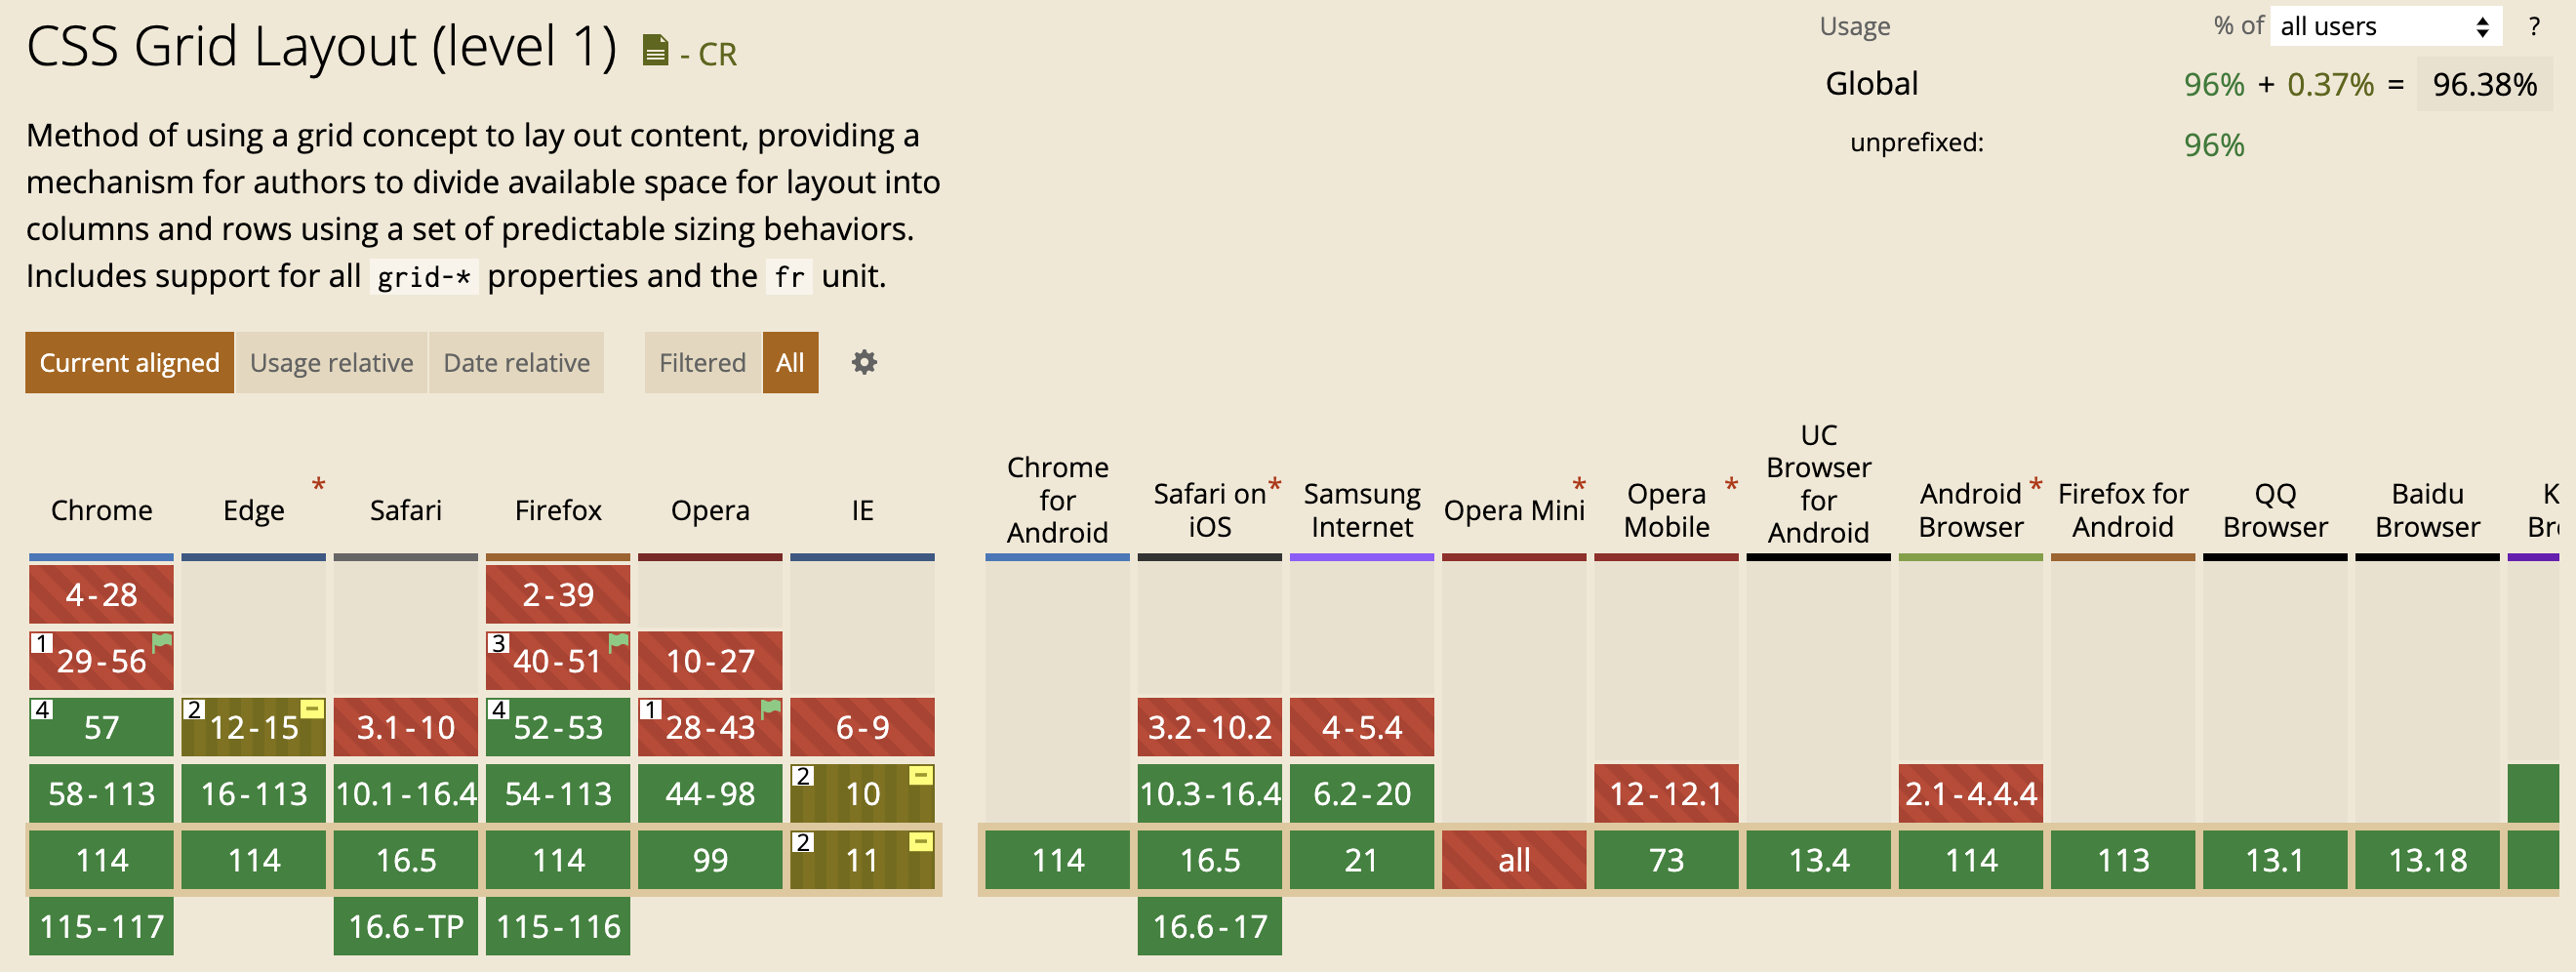 CSS Grid Layout (level 1) - CR
Usage % of all users ?
Global 96% + 0.37% = 96.38%
unprefixed: 96%
Method of using a grid concept to lay out content, providing a
mechanism for authors to divide available space for layout into
columns and rows using a set of predictable sizing behaviors.
Includes support for all grid-* properties and the fr unit.
Current aligned Usage relative Date relative Filtered All
Chrome
Edge *
Safari
Firefox
Opera
IE
Chrome
for
Android
Safari on *
iOS
Samsung
Internet
Opera Mini *
Opera *
Mobile
UC
Browser
for
Android
Android *
Browser
Firefox for
Android
QQ
Browser
Baidu
Browser
4-28 2-39
1 29-56 3 40-51 10-27
4 57 2 12-15 3.1-10 4 52-53 1 28-43 6-9 3.2-10.2 4-5.4
58-113 16-113 10.1-16.4 54-113 44-98 2 10 10.3-16.4 6.2-20 12-12.1 2.1-4.4.4
114 114 16.5 114 99 2 11 114 16.5 21 all 73 13.4 114 113 13.1 13.18
115-117 16.6-TP 115-116 16.6-17